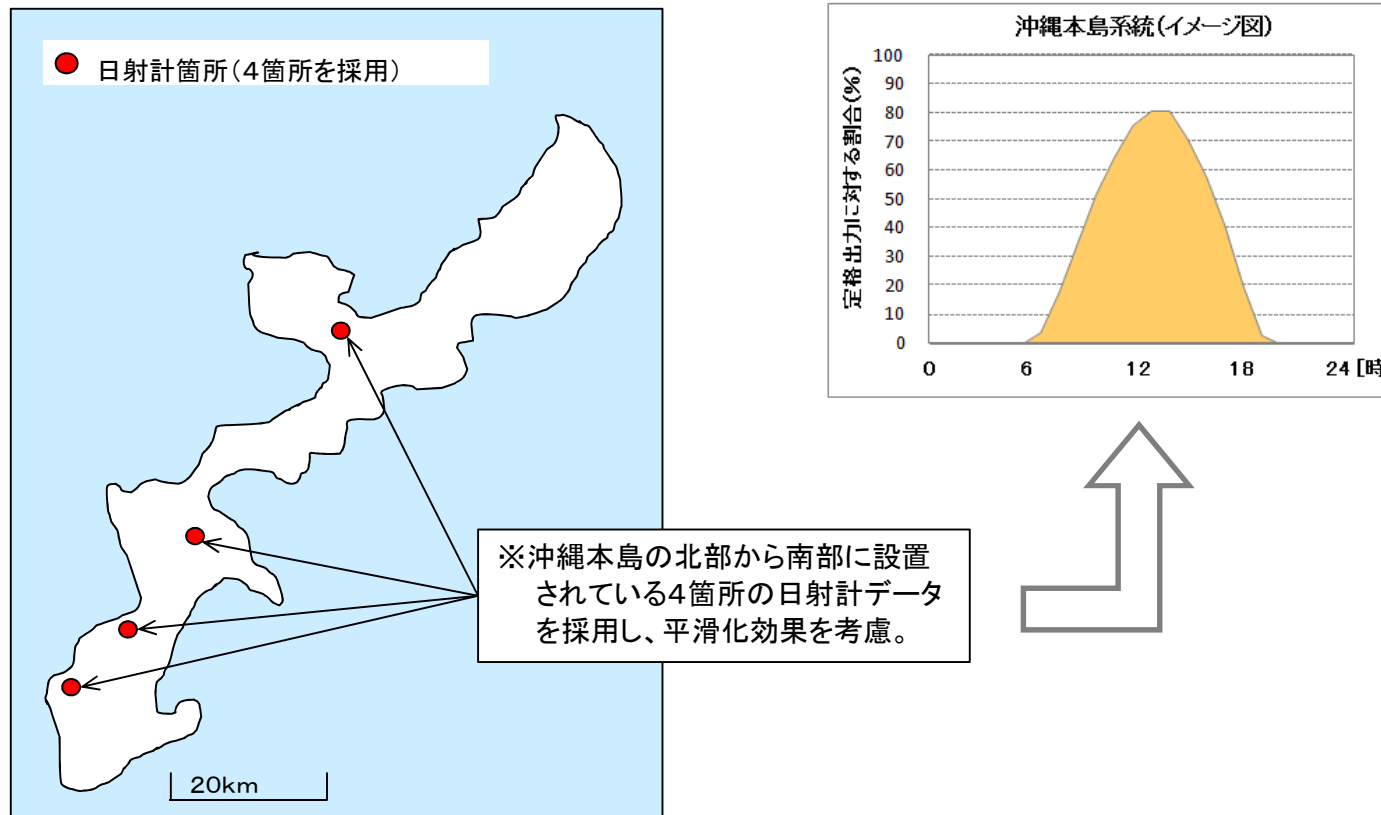 日射計箇所(4箇所を採用)
20km
※沖縄本島の北部から南部に設置
されている4箇所の日射計データ
を採用し、平滑化効果を考慮。
沖縄本島系統(イメージ図)
定格出力に対する割合(%)
100
90
80
70
60
50
40
30
20
10
0
0 6 12 18 24 [時